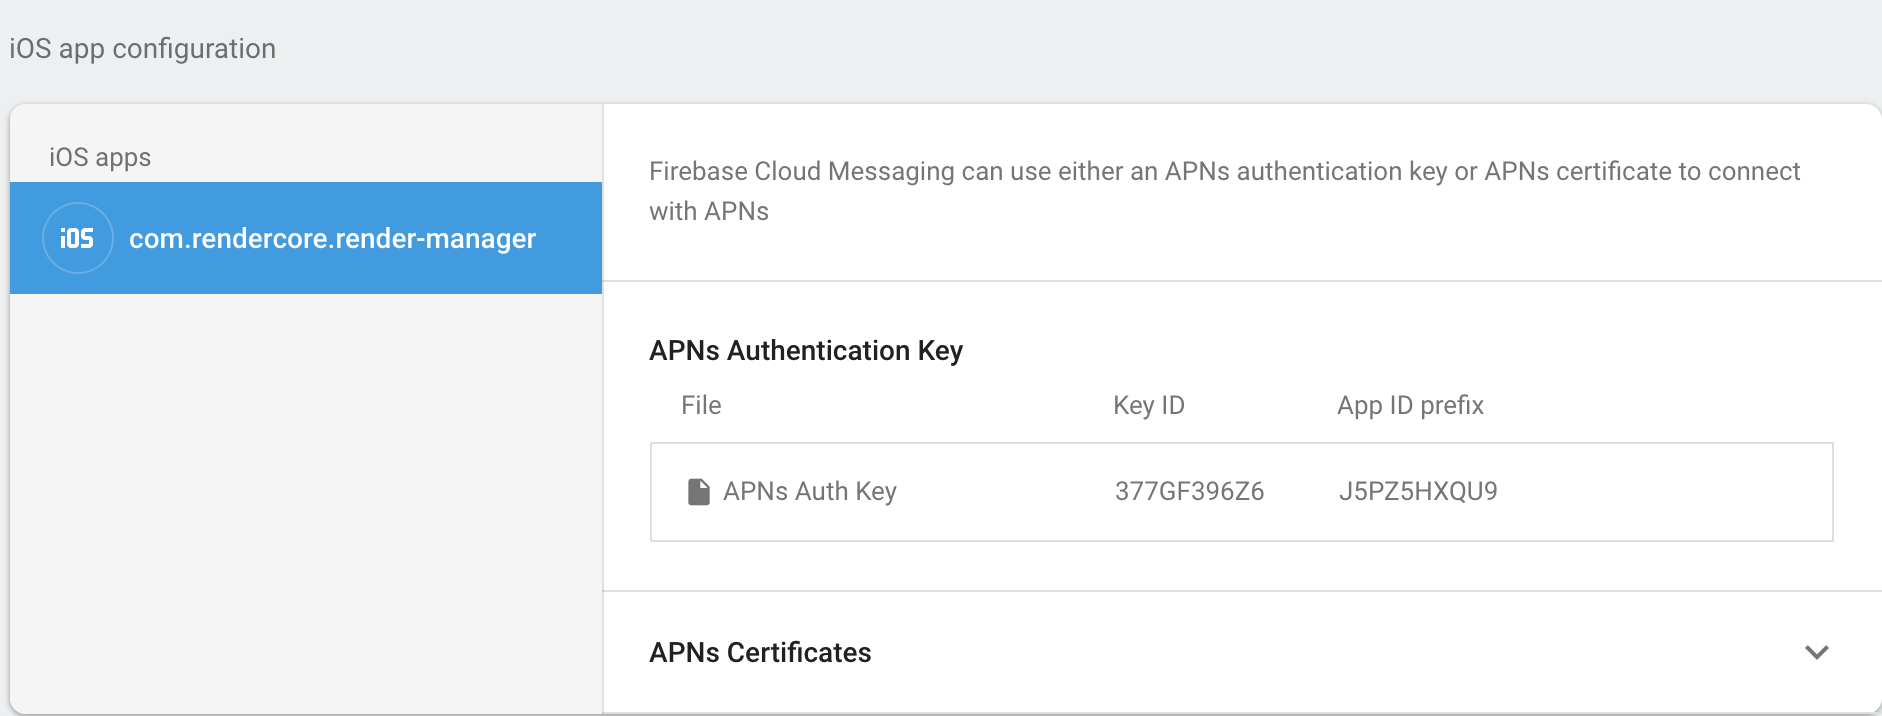 iOS app configuration
iOS apps
iOS com.rendercore.render-manager
Firebase Cloud Messaging can use either an APNs authentication key or APNs certificate to connect
with APNs
APNs Authentication Key
File Key ID App ID prefix
APNs Auth Key 377GF396Z6 J5PZ5HXQU9
APNs Certificates